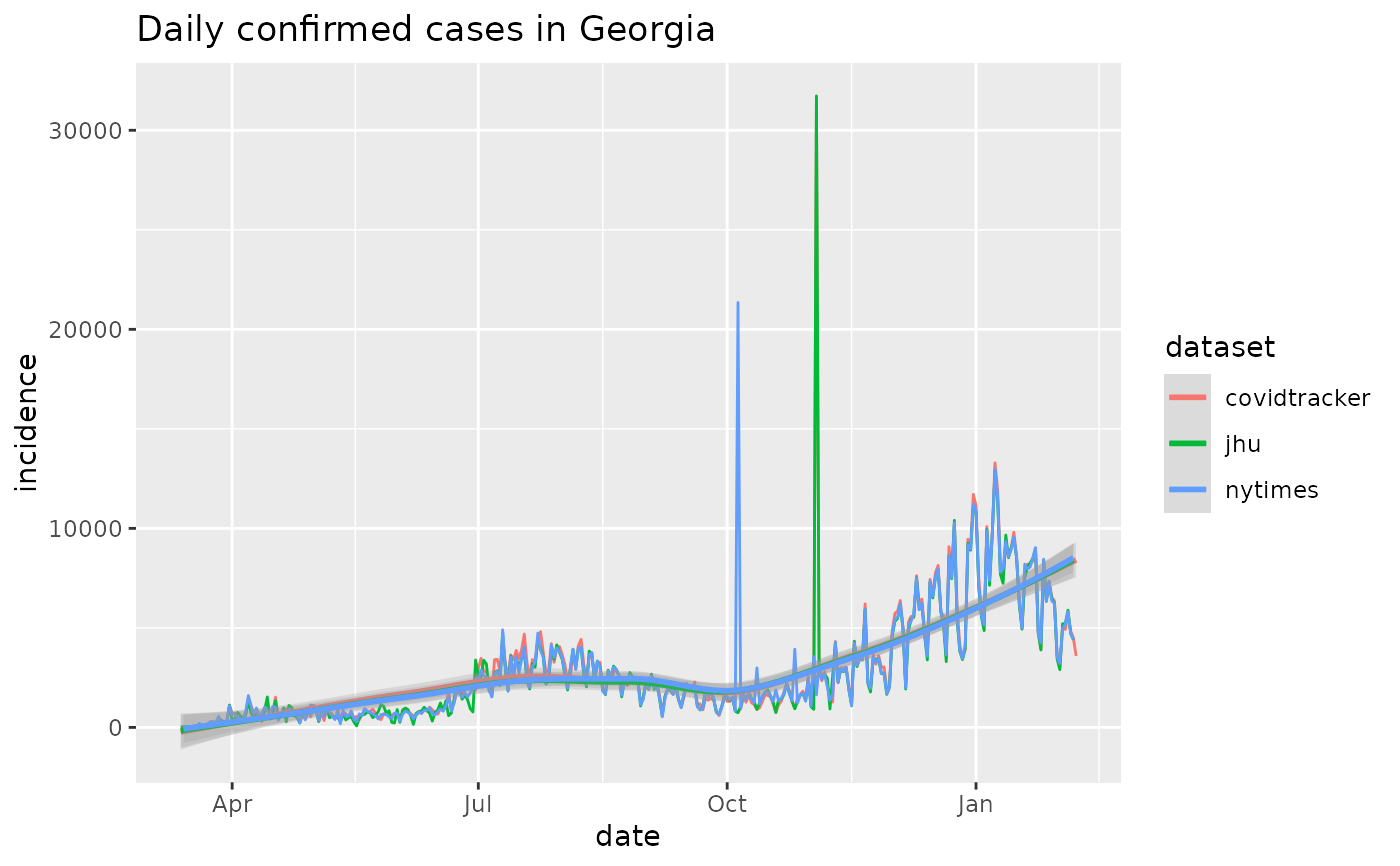 Daily confirmed cases in Georgia
30000
20000
10000
0
incidence
Apr
Jul
Oct
Jan
date
dataset
covidtracker
jhu
nytimes